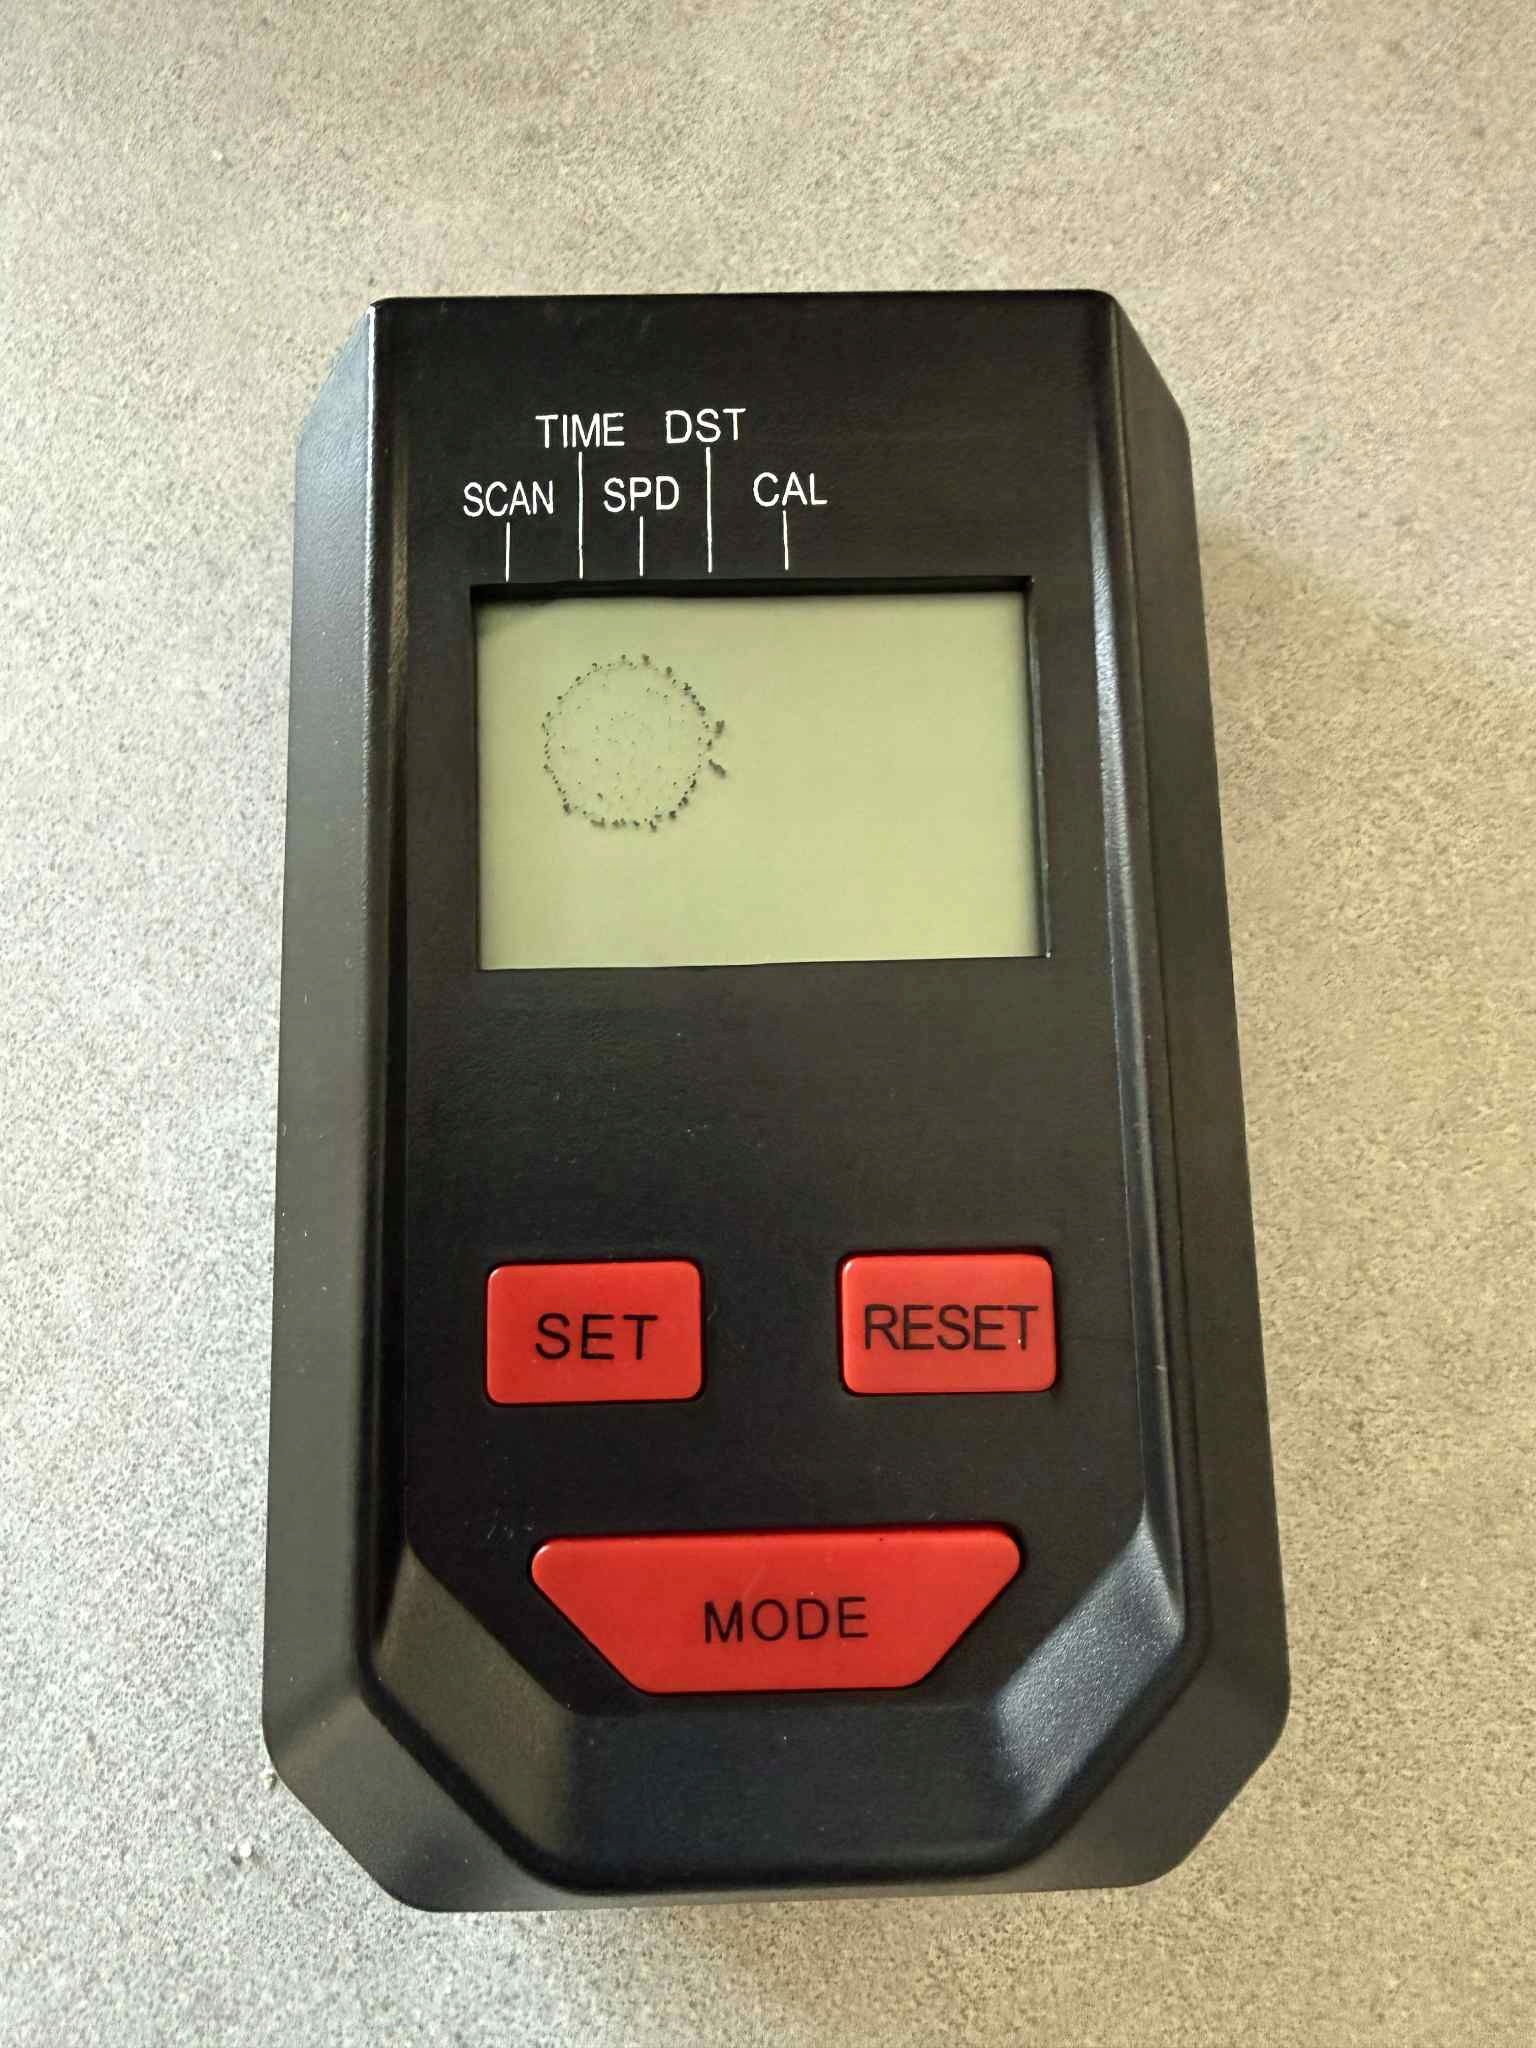 TIME DST
SCAN SPD CAL
SET RESET
MODE